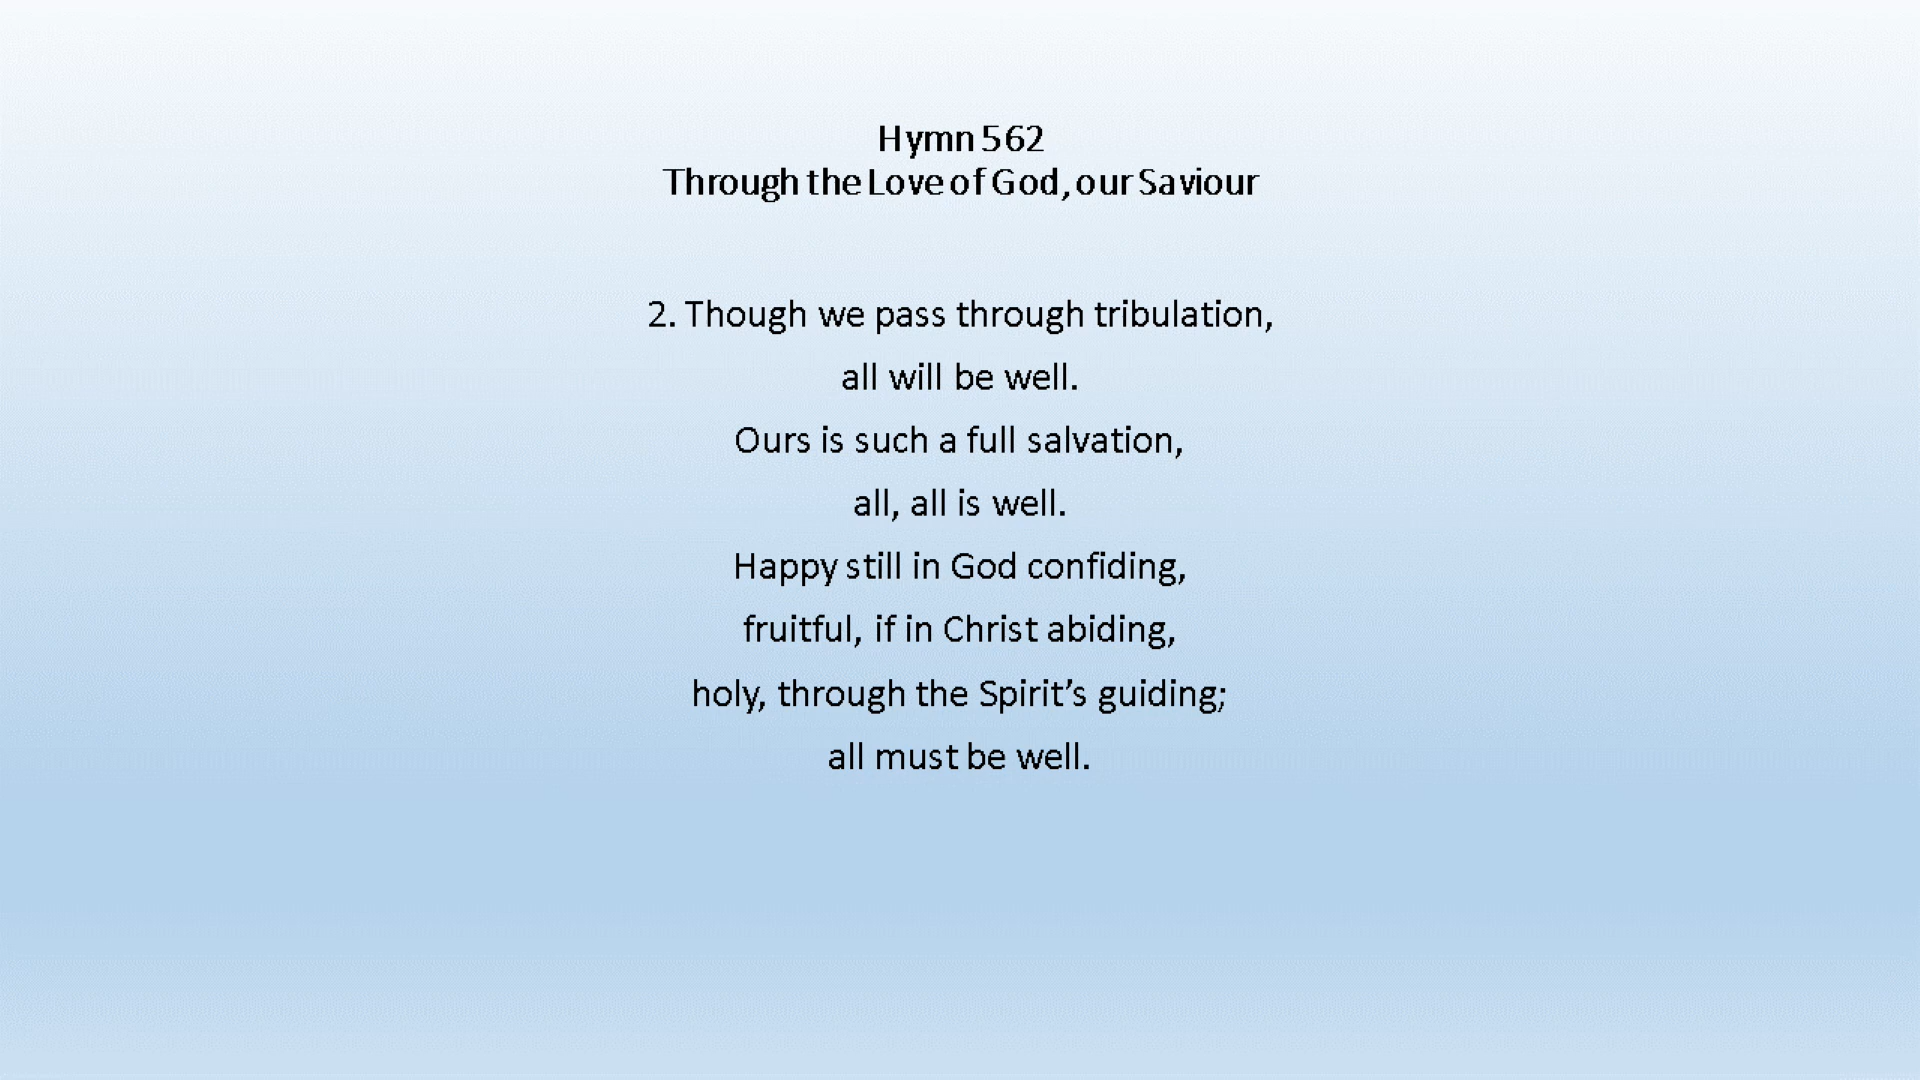 Hymn 562
Through the Love of God, our Saviour
2. Though we pass through tribulation,
all will be well.
Ours is such a full salvation,
all, all is well.
Happy still in God confiding,
fruitful, if in Christ abiding,
holy, through the Spirit’s guiding;
all must be well.